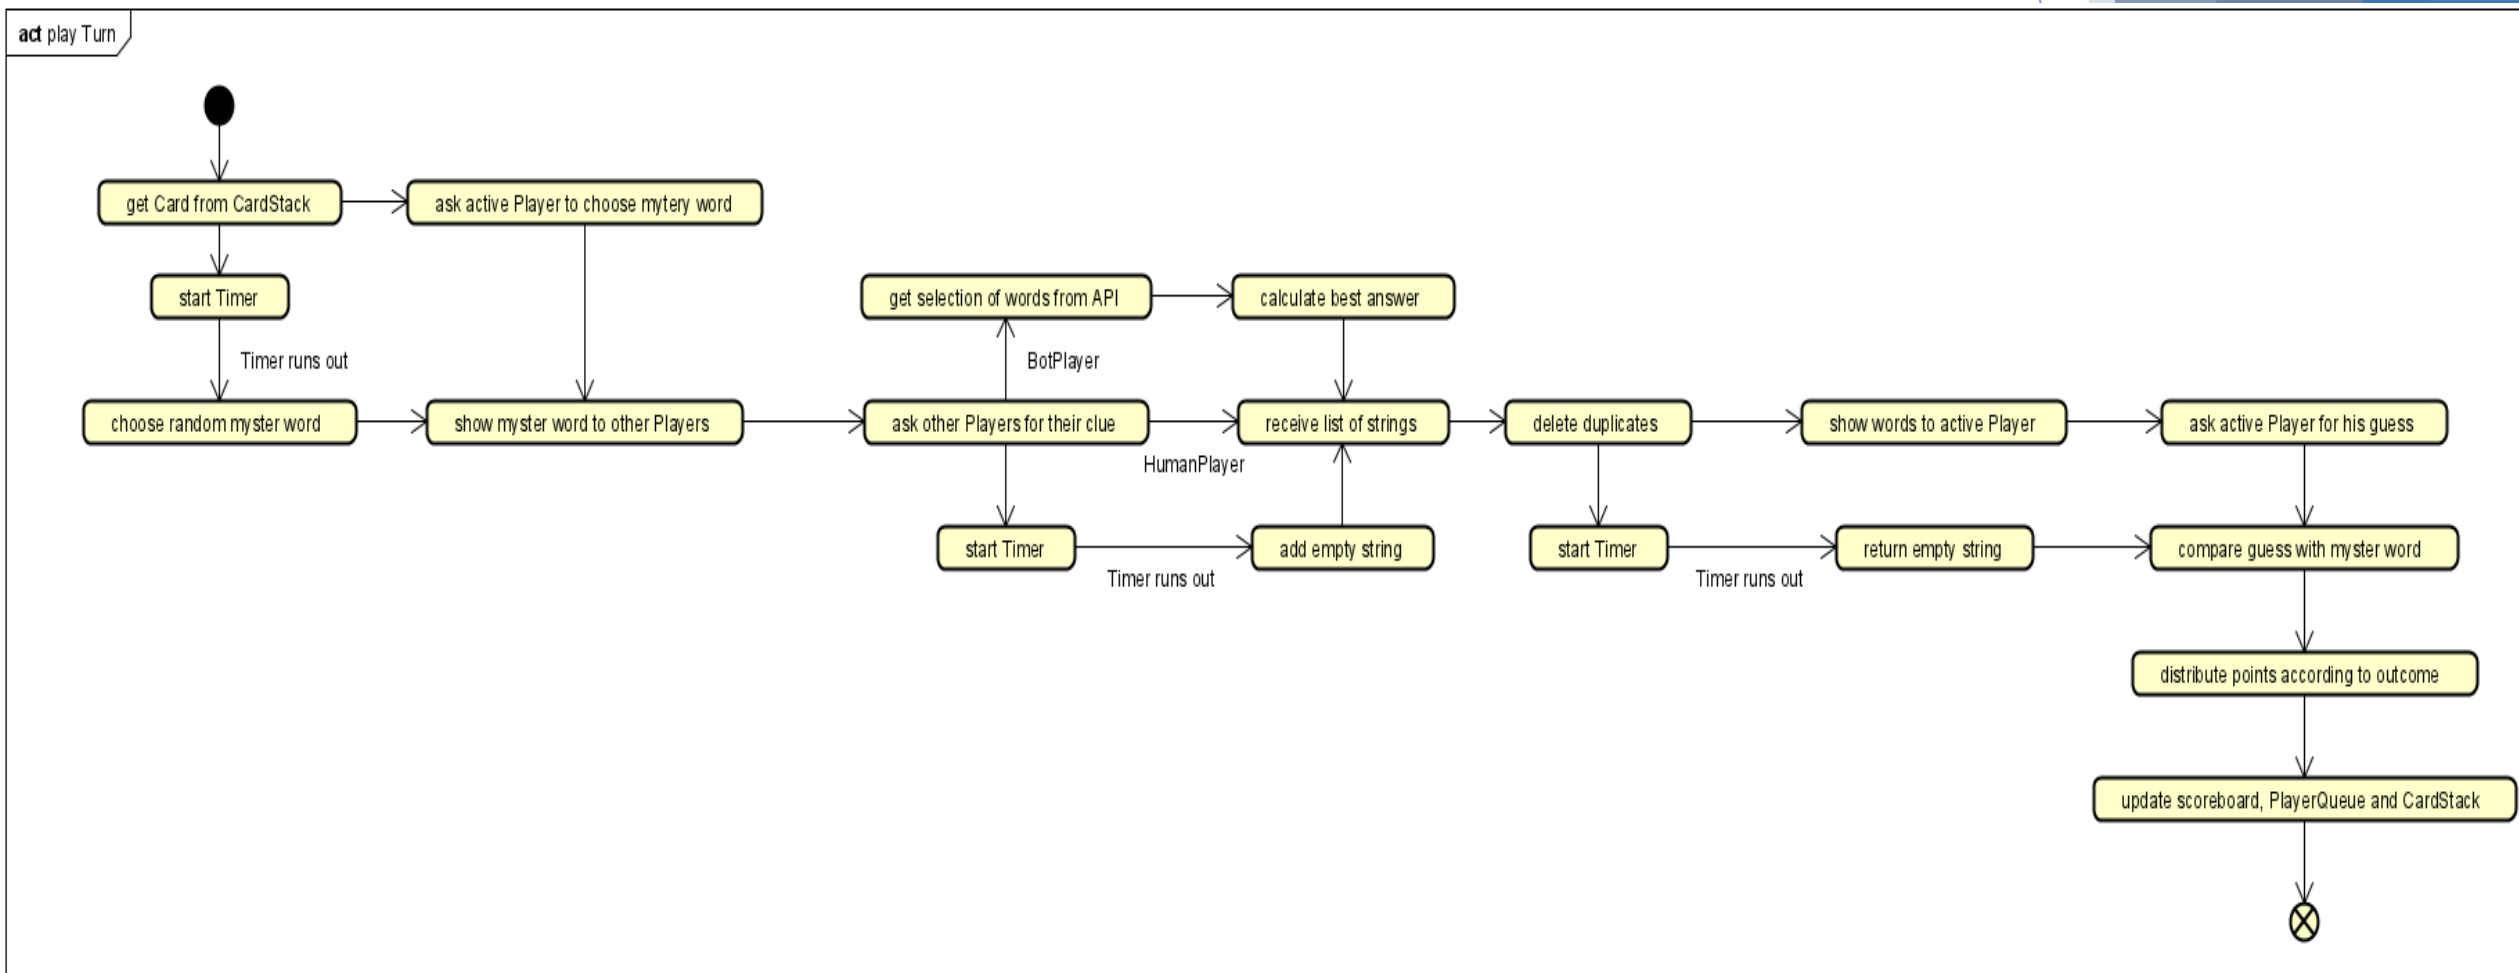 act play Turn
get Card from CardStack
ask active Player to choose mytery word
start Timer
get selection of words from API
calculate best answer
Timer runs out
BotPlayer
choose random myster word
show myster word to other Players
ask other Players for their clue
receive list of strings
delete duplicates
show words to active Player
ask active Player for his guess
HumanPlayer
start Timer
add empty string
start Timer
return empty string
compare guess with myster word
Timer runs out
Timer runs out
distribute points according to outcome
update scoreboard, PlayerQueue and CardStack